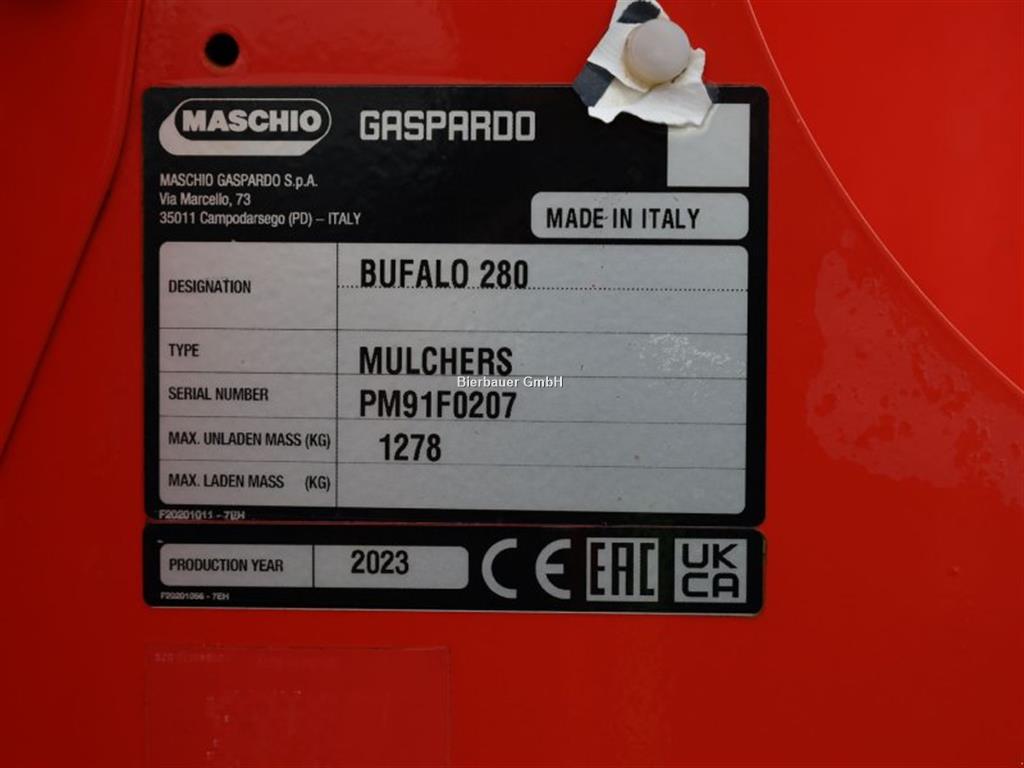 MASCHIO GASPARDO
MASCHIO GASPARDO S.p.A.
Via Marcello, 73
35011 Campodarsego (PD) – ITALY
MADE IN ITALY
DESIGNATION BUFALO 280
TYPE MULCHERS
Bierbauer GmbH
SERIAL NUMBER PM91F0207
MAX. UNLADEN MASS (KG) 1278
MAX. LADEN MASS (KG)
F20201011 - 7EH
PRODUCTION YEAR 2023 CE EAC UK CA
F20201056 - 7EH